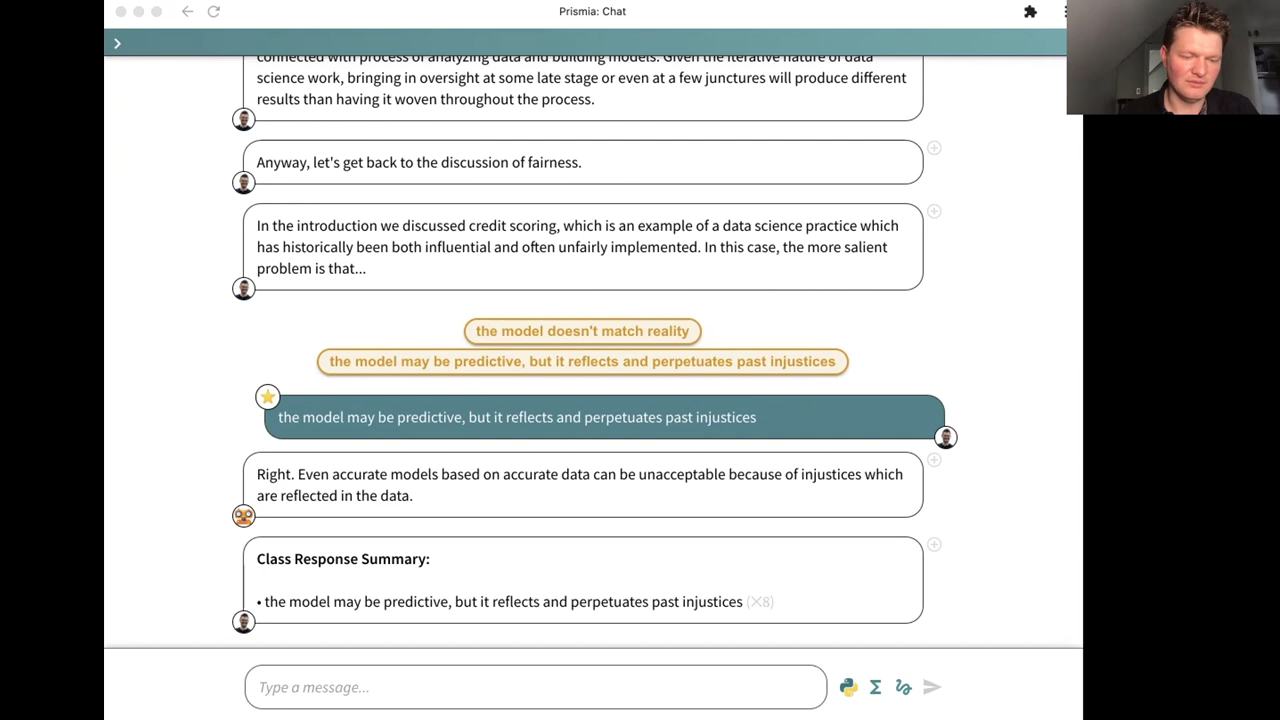 Prismia: Chat
connected with process of analyzing data and building models. Given the iterative nature of data
science work, bringing in oversight at some late stage or even at a few junctures will produce different
results than having it woven throughout the process.
Anyway, let's get back to the discussion of fairness.
In the introduction we discussed credit scoring, which is an example of a data science practice which
has historically been both influential and often unfairly implemented. In this case, the more salient
problem is that...
the model doesn't match reality
the model may be predictive, but it reflects and perpetuates past injustices
the model may be predictive, but it reflects and perpetuates past injustices
Right. Even accurate models based on accurate data can be unacceptable because of injustices which
are reflected in the data.
Class Response Summary:
• the model may be predictive, but it reflects and perpetuates past injustices (×8)
Type a message...